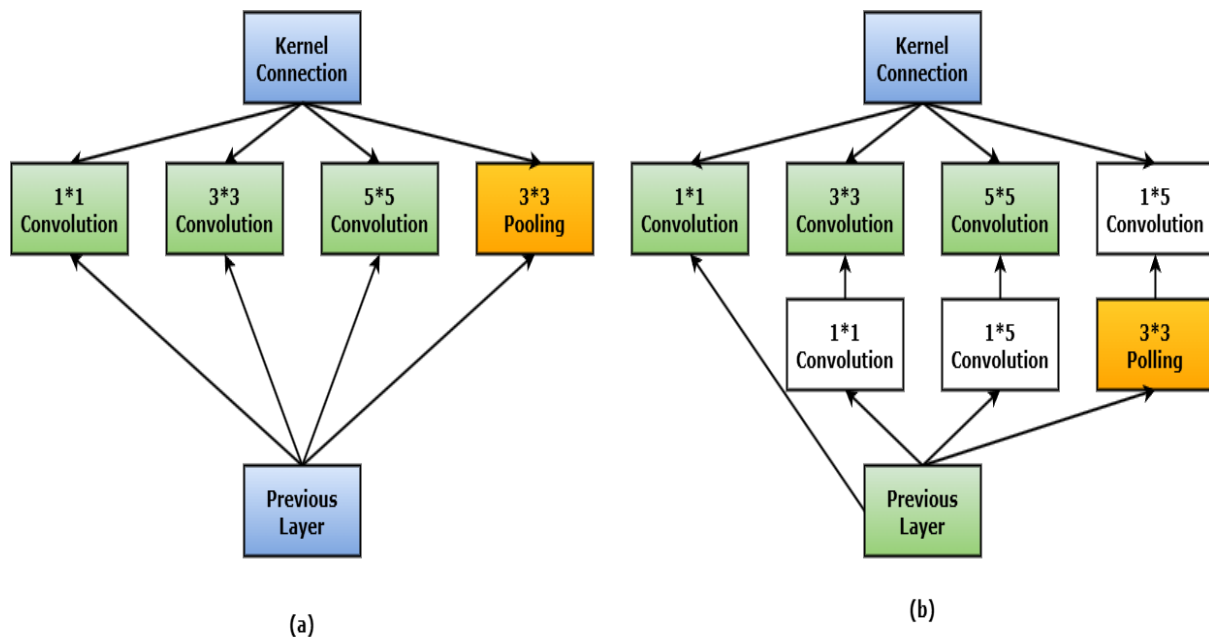 Kernel
Connection
1*1
Convolution
3*3
Convolution
5*5
Convolution
3*3
Pooling
Previous
Layer
(a)
Kernel
Connection
1*1
Convolution
3*3
Convolution
5*5
Convolution
1*5
Convolution
1*1
Convolution
1*5
Convolution
3*3
Polling
Previous
Layer
(b)